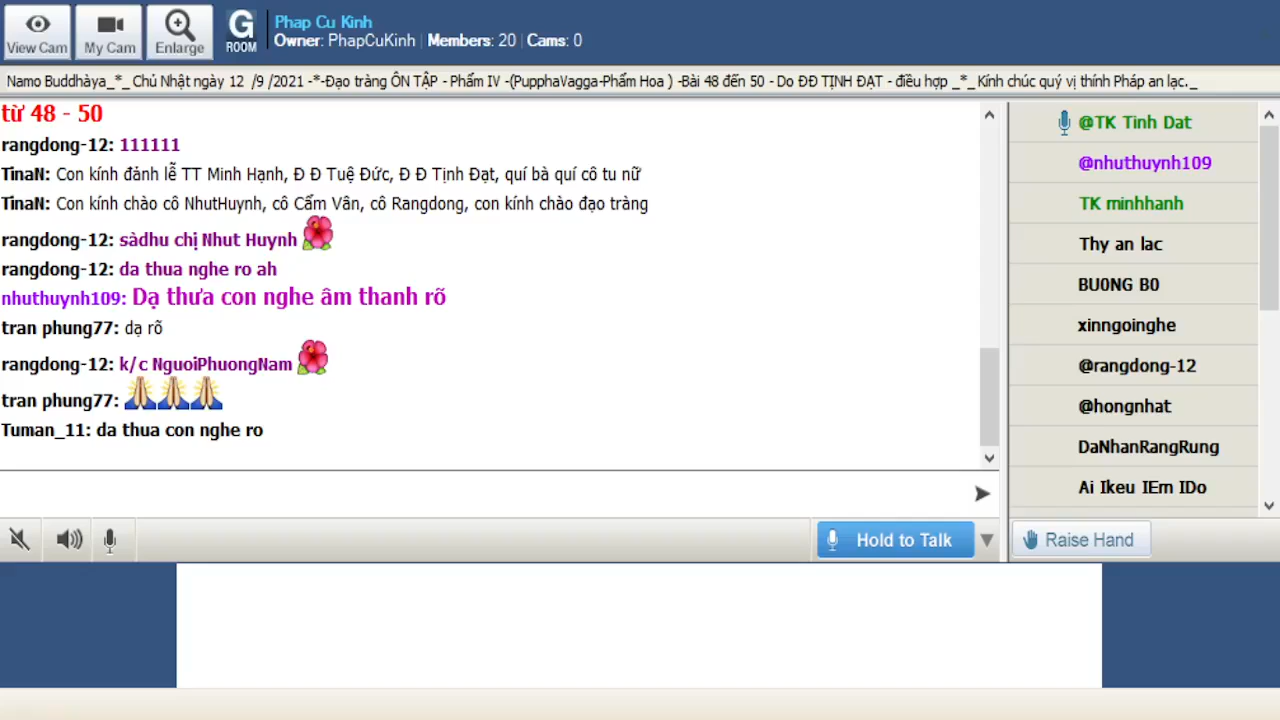 View Cam
My Cam
Enlarge
G
ROOM
Phap Cu Kinh
Owner: PhapCuKinh | Members: 20 | Cams: 0
Namo Buddhàya_*_ Chủ Nhật ngày 12 /9 /2021 -*-Đạo tràng ÔN TẬP - Phẩm IV -(PupphaVagga-Phẩm Hoa ) -Bài 48 đến 50 - Do ĐĐ TỊNH ĐẠT - điều hợp _*_ Kính chúc quý vị thính Pháp an lạc._
từ 48 - 50
rangdong-12: 111111
TinaN: Con kính đảnh lễ TT Minh Hạnh, Đ Đ Tuệ Đức, Đ Đ Tịnh Đạt, quí bà quí cô tu nữ
TinaN: Con kính chào cô NhutHuynh, cô Cẩm Vân, cô Rangdong, con kính chào đạo tràng
rangdong-12: sàdhu chị Nhut Huynh
rangdong-12: da thua nghe ro ah
nhuthuynh109: Dạ thưa con nghe âm thanh rõ
tran phung77: dạ rõ
rangdong-12: k/c NguoiPhuongNam
tran phung77:
Tuman_11: da thua con nghe ro
@TK Tinh Dat
@nhuthuynh109
TK minhhanh
Thy an lac
BU0NG B0
xinngoinghe
@rangdong-12
@hongnhat
DaNhanRangRung
Ai Ikeu IEm IDo
Hold to Talk
Raise Hand